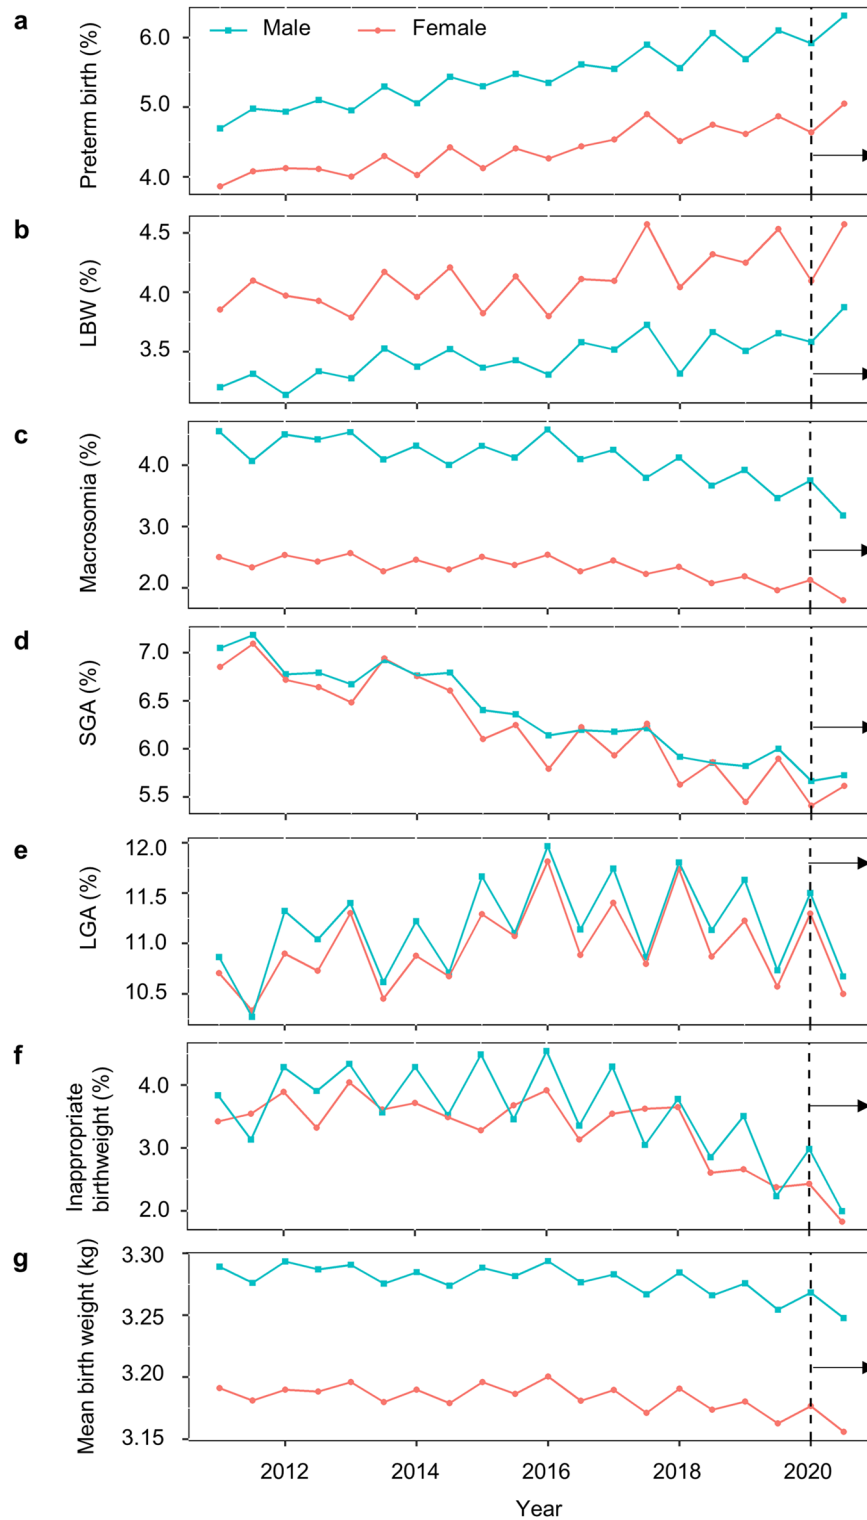 a
Male Female
Preterm birth (%)
6.0
5.0
4.0
b
LBW (%)
4.5
4.0
3.5
c
Macrosomia (%)
4.0
3.0
2.0
d
SGA (%)
7.0
6.5
6.0
5.5
e
LGA (%)
12.0
11.5
11.0
10.5
f
Inappropriate
birthweight (%)
4.0
3.0
2.0
g
Mean birth weight (kg)
3.30
3.25
3.20
3.15
2012 2014 2016 2018 2020
Year